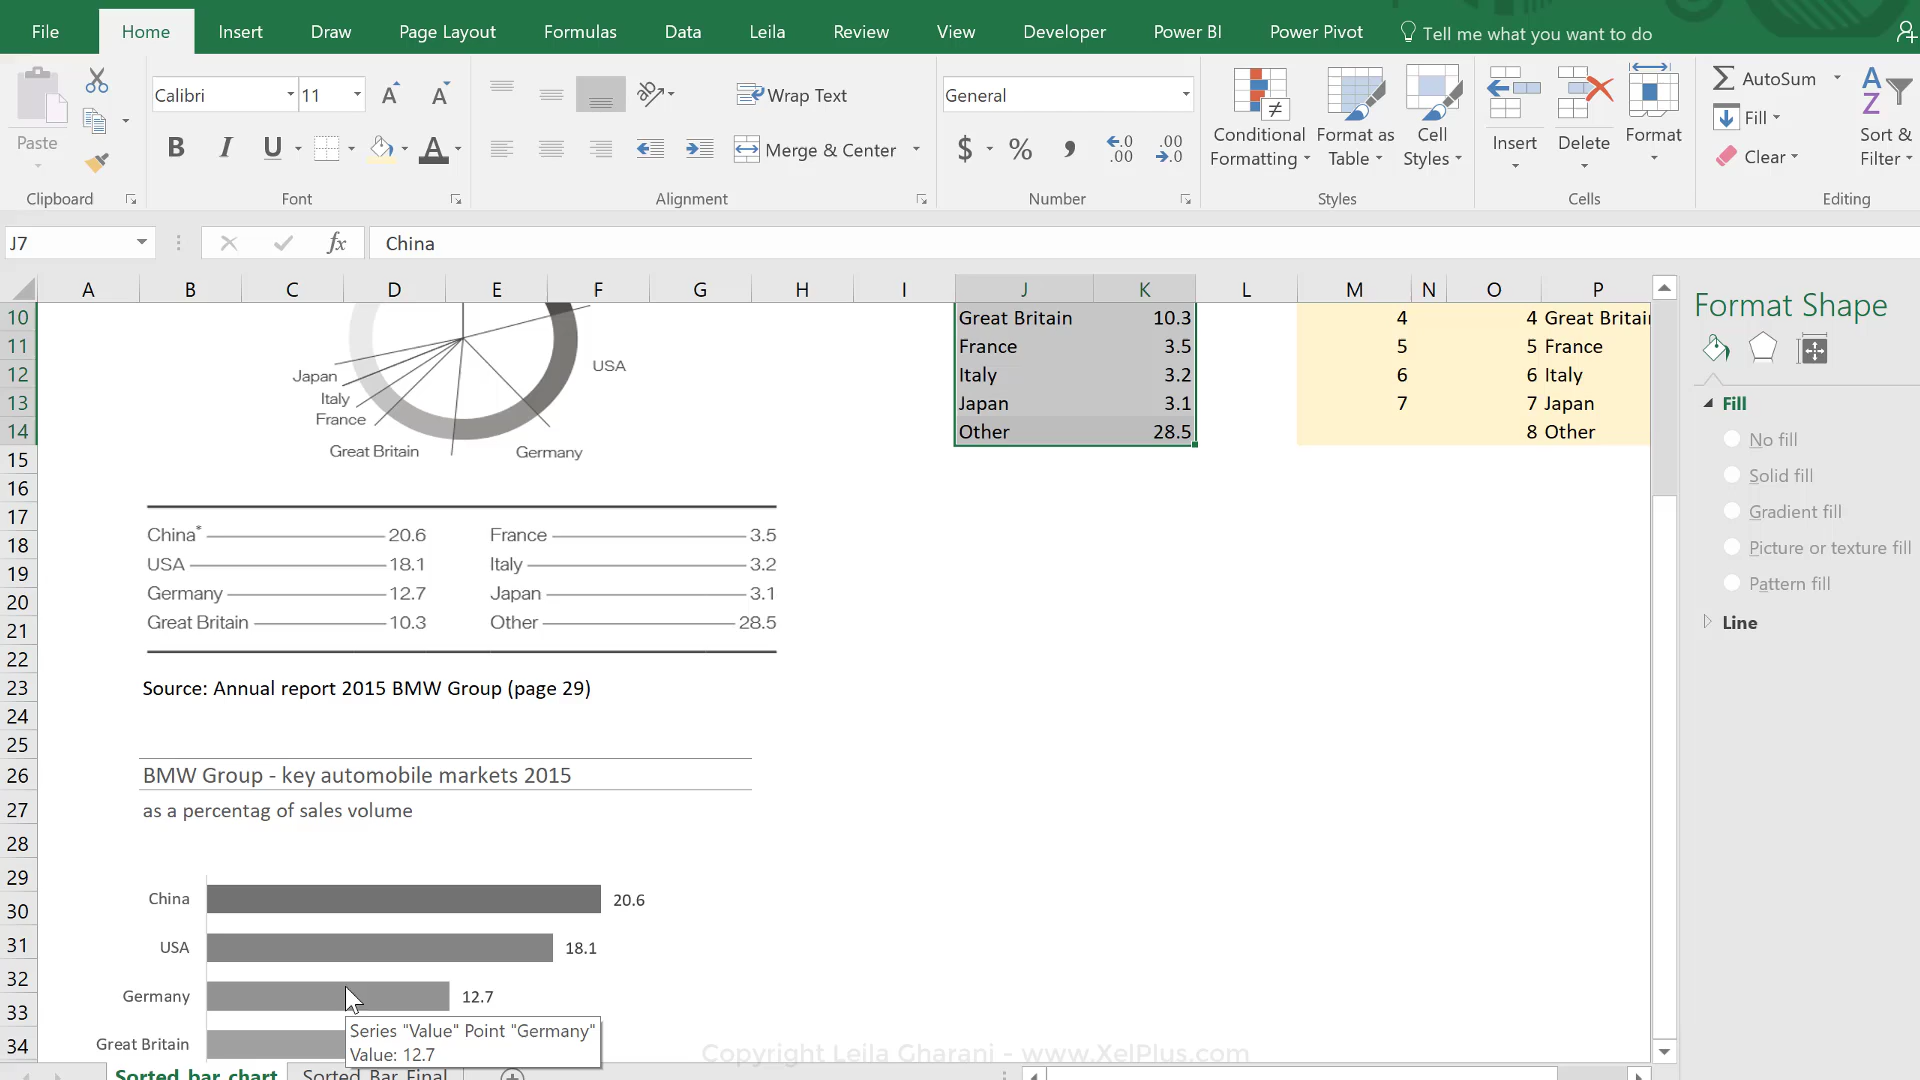 File Home Insert Draw Page Layout Formulas Data Leila Review View Developer Power BI Power Pivot Tell me what you want to do
Paste
Clipboard
Calibri 11
B I U A
Font
Wrap Text
Merge & Center
Alignment
General
$ % , .0 .00 .00 .0
Number
Conditional Formatting
Format as Table
Cell Styles
Styles
Insert
Delete
Format
Cells
AutoSum
Fill
Clear
Sort & Filter
Editing
J7 fx China
A B C D E F G H I J K L M N O P
10 Great Britain 10.3 4 4 Great Britain
11 France 3.5 5 5 France
12 Italy 3.2 6 6 Italy
13 Japan 3.1 7 7 Japan
14 Other 28.5 8 Other
15
16
17
18
19
20
21
22
23
24
25
26
27
28
29
30
31
32
33
34
USA
Japan
Italy
France
Great Britain
Germany
China* 20.6 France 3.5
USA 18.1 Italy 3.2
Germany 12.7 Japan 3.1
Great Britain 10.3 Other 28.5
Source: Annual report 2015 BMW Group (page 29)
BMW Group - key automobile markets 2015
as a percentag of sales volume
China 20.6
USA 18.1
Germany 12.7
Great Britain
Series "Value" Point "Germany"
Value: 12.7
Copyright Leila Gharani - www.XelPlus.com
Sorted_bar_chart Sorted_Bar_Final
Format Shape
Fill
No fill
Solid fill
Gradient fill
Picture or texture fill
Pattern fill
Line